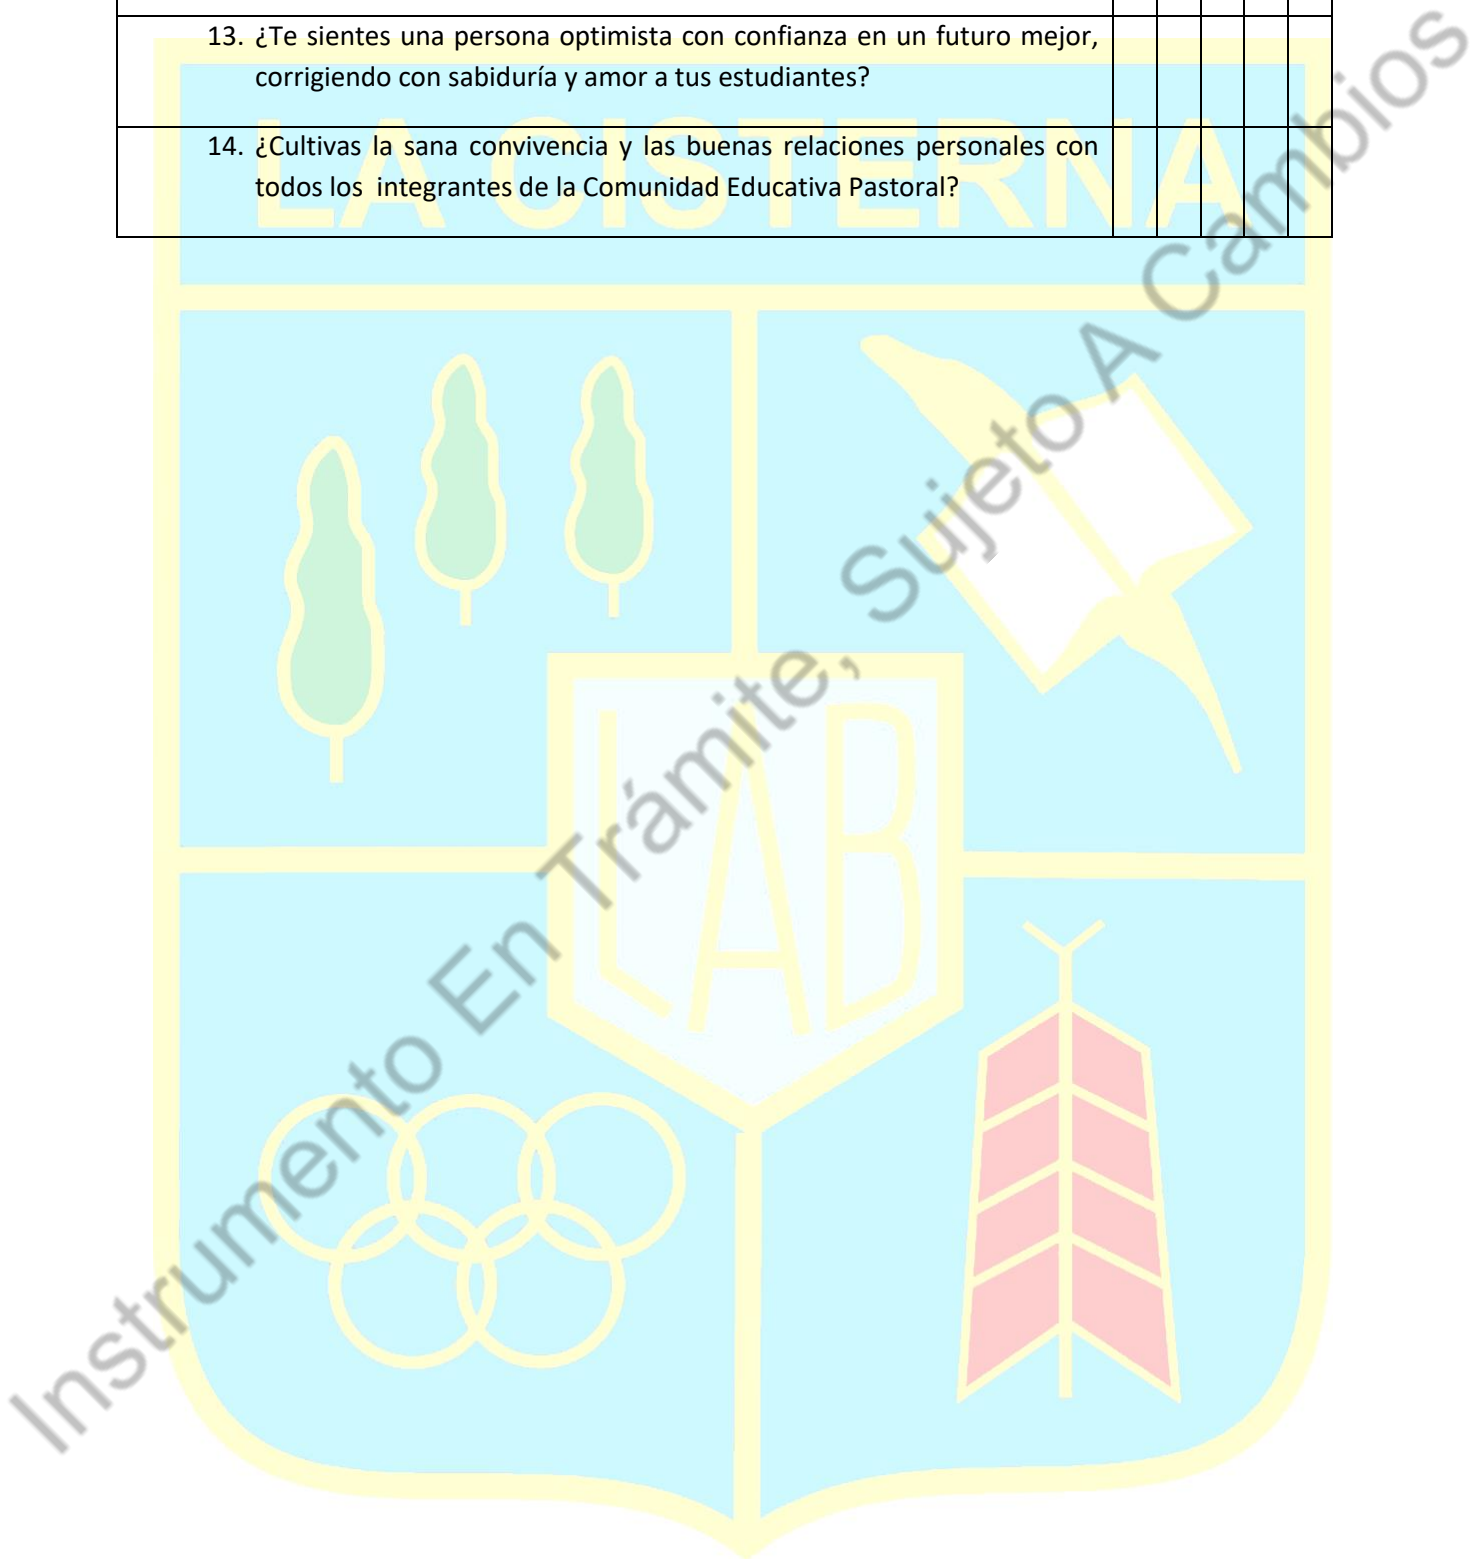 13. ¿Te sientes una persona optimista con confianza en un futuro mejor,
corrigiendo con sabiduría y amor a tus estudiantes?
14. ¿Cultivas la sana convivencia y las buenas relaciones personales con
todos los integrantes de la Comunidad Educativa Pastoral?
LA CISTERNA
LAB
Instrumento En Trámite, Sujeto A Cambios